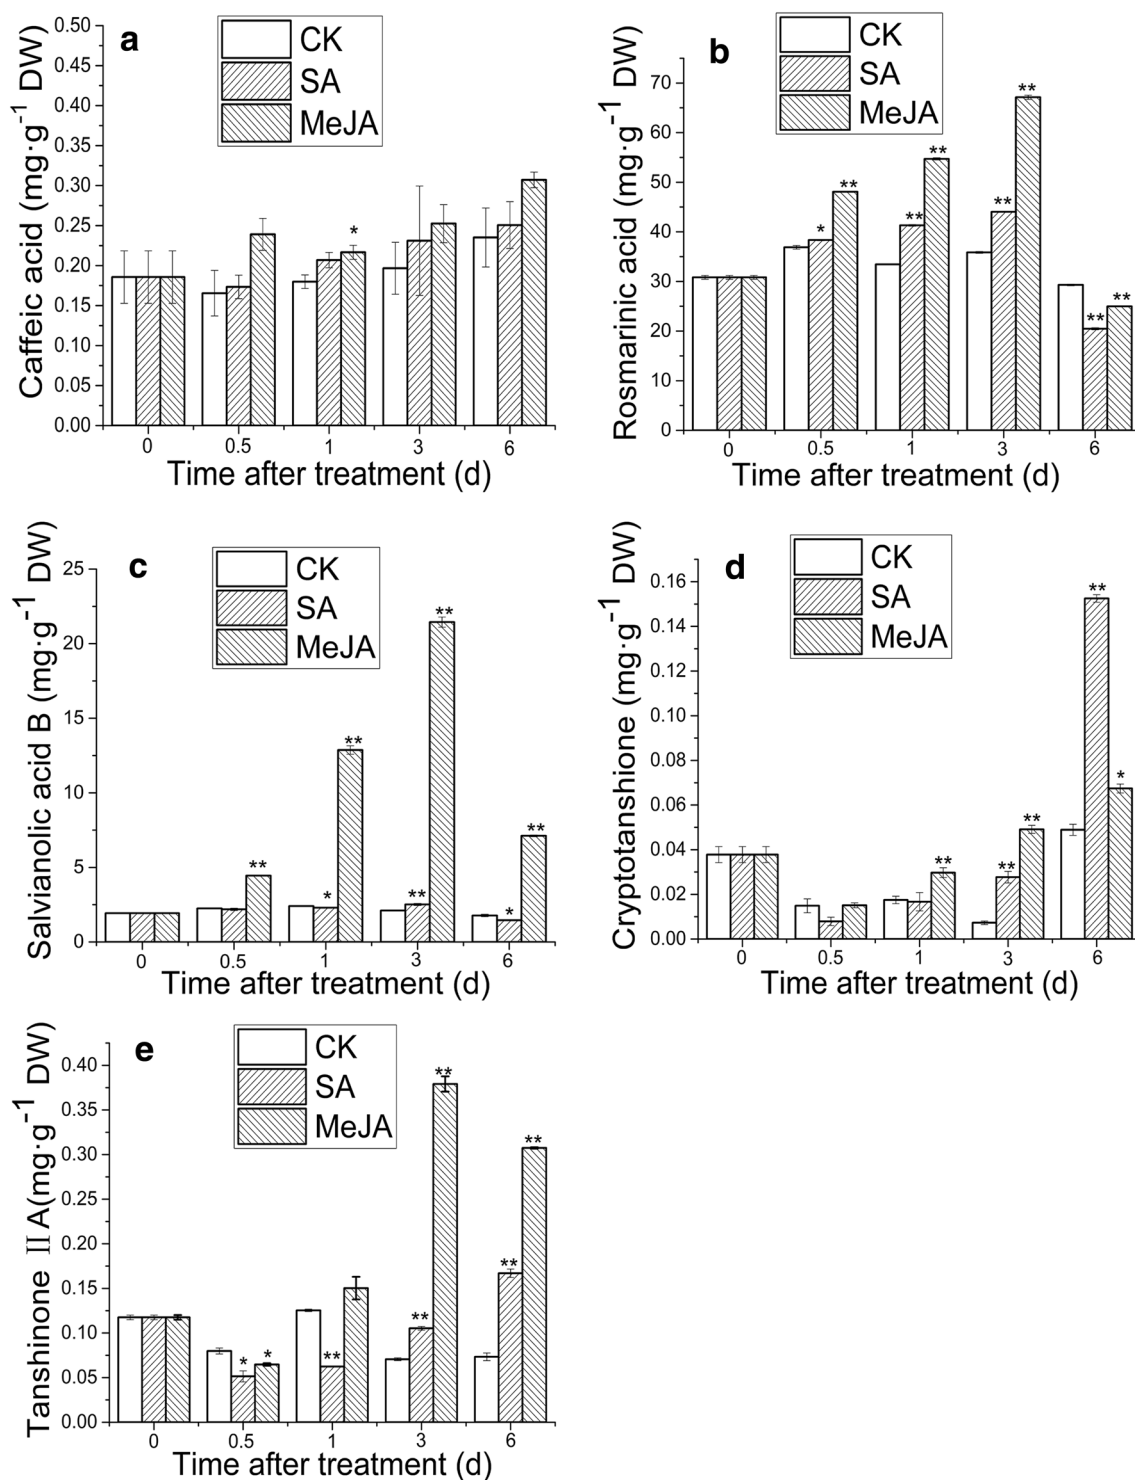 a
CK
SA
MeJA
Caffeic acid (mg·g⁻¹ DW)
0.50
0.45
0.40
0.35
0.30
0.25
0.20
0.15
0.10
0.05
0.00
*
0 0.5 1 3 6
Time after treatment (d)
b
CK
SA
MeJA
Rosmarinic acid (mg·g⁻¹ DW)
70
60
50
40
30
20
10
0
* ** ** ** ** ** ** ** **
0 0.5 1 3 6
Time after treatment (d)
c
CK
SA
MeJA
Salvianolic acid B (mg·g⁻¹ DW)
25
20
15
10
5
0
** * ** ** ** * **
0 0.5 1 3 6
Time after treatment (d)
d
CK
SA
MeJA
Cryptotanshione (mg·g⁻¹ DW)
0.16
0.14
0.12
0.10
0.08
0.06
0.04
0.02
0.00
** ** ** ** *
0 0.5 1 3 6
Time after treatment (d)
e
CK
SA
MeJA
Tanshinone II A(mg·g⁻¹ DW)
0.40
0.35
0.30
0.25
0.20
0.15
0.10
0.05
0.00
* * ** ** ** ** **
0 0.5 1 3 6
Time after treatment (d)